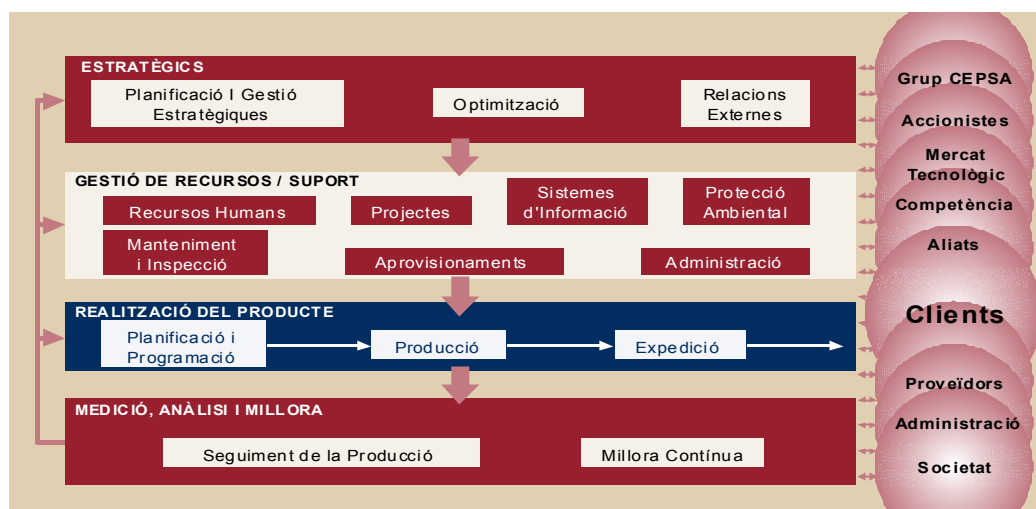 ESTRATÈGICS
Planificació I Gestió
Estratègiques
Optimització
Relacions
Externes
GESTIÓ DE RECURSOS / SUPORT
Recursos Humans
Projectes
Sistemes
d'Informació
Protecció
Ambiental
Manteniment
i Inspecció
Aprovisionaments
Administració
REALITZACIÓ DEL PRODUCTE
Planificació i
Programació
Producció
Expedició
MEDICIÓ, ANÀLISI I MILLORA
Seguiment de la Producció
Millora Contínua
Grup CEPSA
Accionistes
Mercat
Tecnològic
Competència
Aliats
Clients
Proveïdors
Administració
Societat